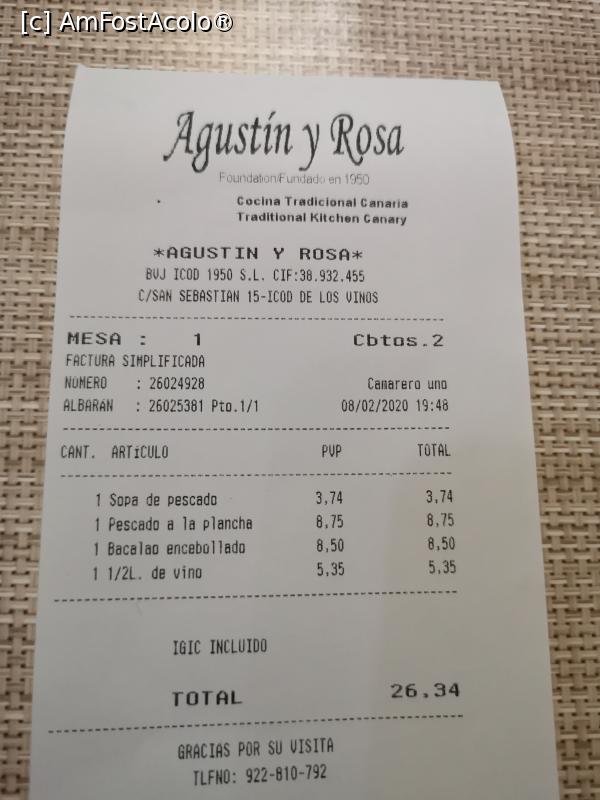 [c] AmFostAcolo®
Agustín y Rosa
Foundation/Fundado en 1950
Cocina Tradicional Canaria
Traditional Kitchen Canary
*AGUSTIN Y ROSA*
BVJ ICOD 1950 S.L. CIF:38.932.455
C/SAN SEBASTIAN 15-ICOD DE LOS VINOS
MESA : 1 Cbtos.2
FACTURA SIMPLIFICADA
NÚMERO : 26024928 Camarero uno
ALBARÁN : 26025381 Pto.1/1 08/02/2020 19:48
CANT. ARTÍCULO PVP TOTAL
1 Sopa de pescado 3,74 3,74
1 Pescado a la plancha 8,75 8,75
1 Bacalao encebollado 8,50 8,50
1 1/2L. de vino 5,35 5,35
IGIC INCLUIDO
TOTAL 26,34
GRACIAS POR SU VISITA
TLFNO: 922-810-792